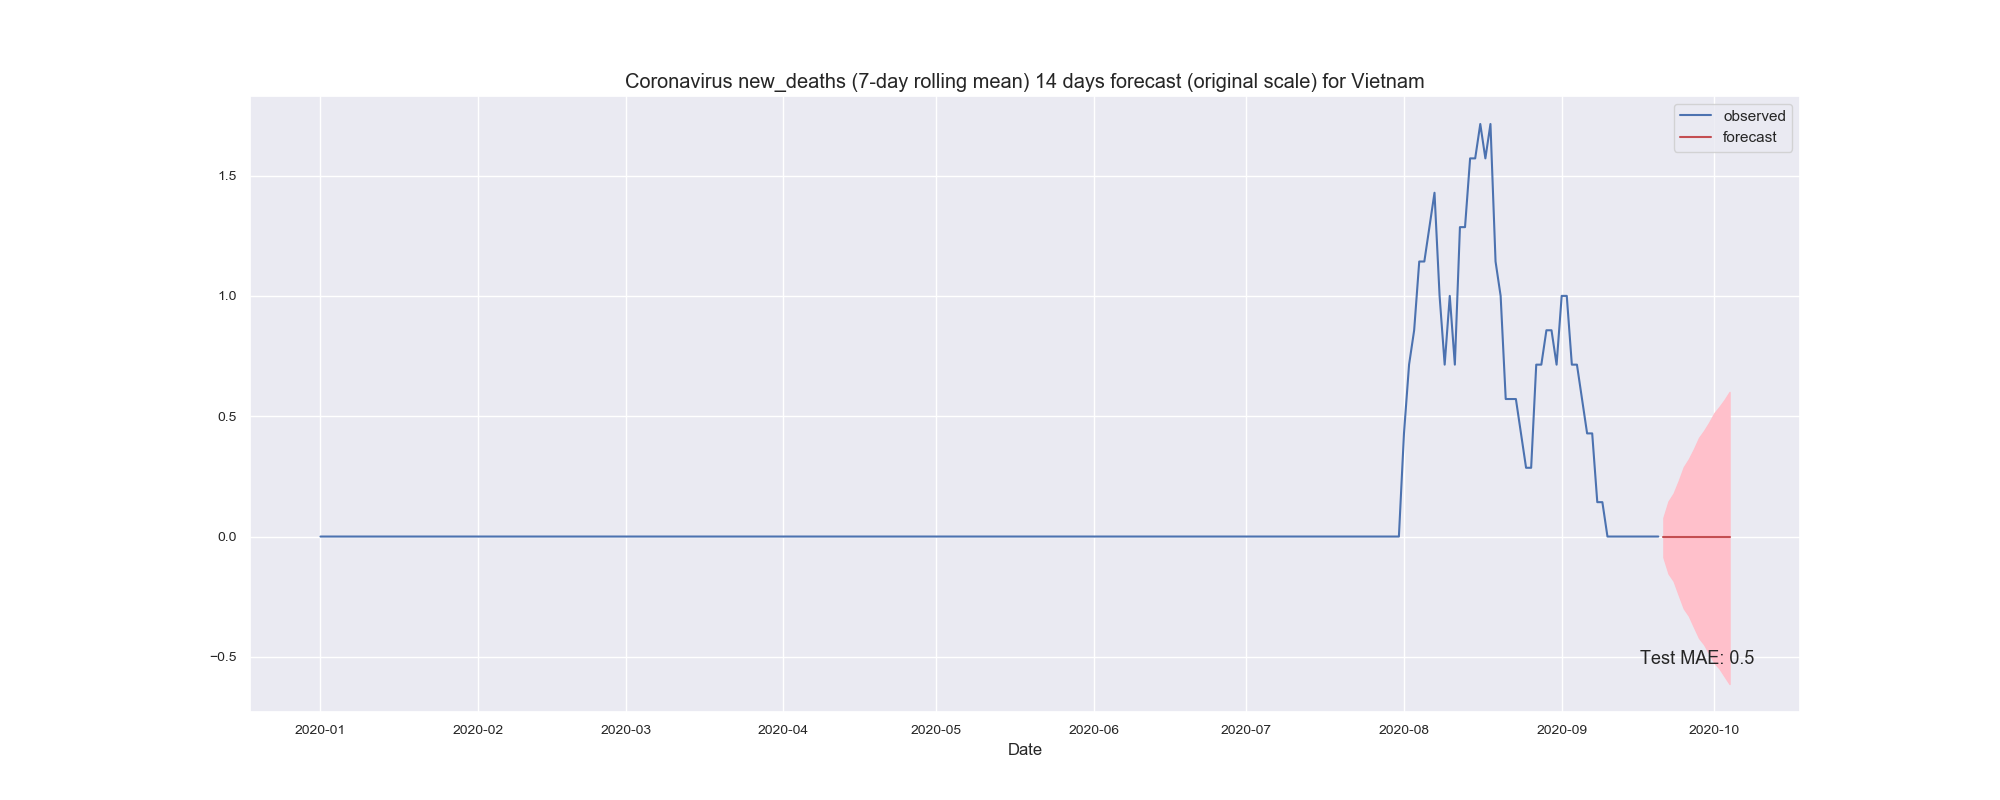 Coronavirus new_deaths (7-day rolling mean) 14 days forecast (original scale) for Vietnam
observed
forecast
1.5
1.0
0.5
0.0
−0.5
Test MAE: 0.5
2020-01 2020-02 2020-03 2020-04 2020-05 2020-06 2020-07 2020-08 2020-09 2020-10
Date